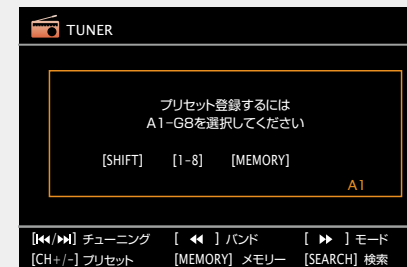 TUNER
プリセット登録するには
A1-G8を選択してください
[SHIFT] [1-8] [MEMORY]
A1
[⏮/⏭] チューニング [ ◀◀ ] バンド [ ▶▶ ] モード
[CH+/-] プリセット [MEMORY] メモリー [SEARCH] 検索